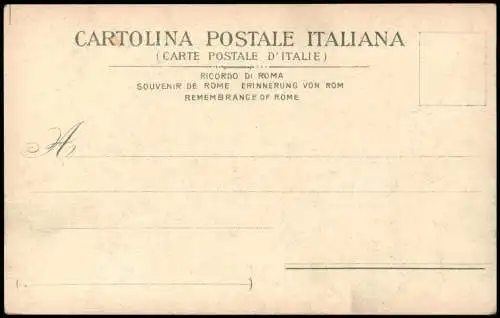 CARTOLINA POSTALE ITALIANA
(CARTE POSTALE D'ITALIE)
RICORDO DI ROMA
SOUVENIR DE ROME ERINNERUNG VON ROM
REMEMBRANCE OF ROME
A